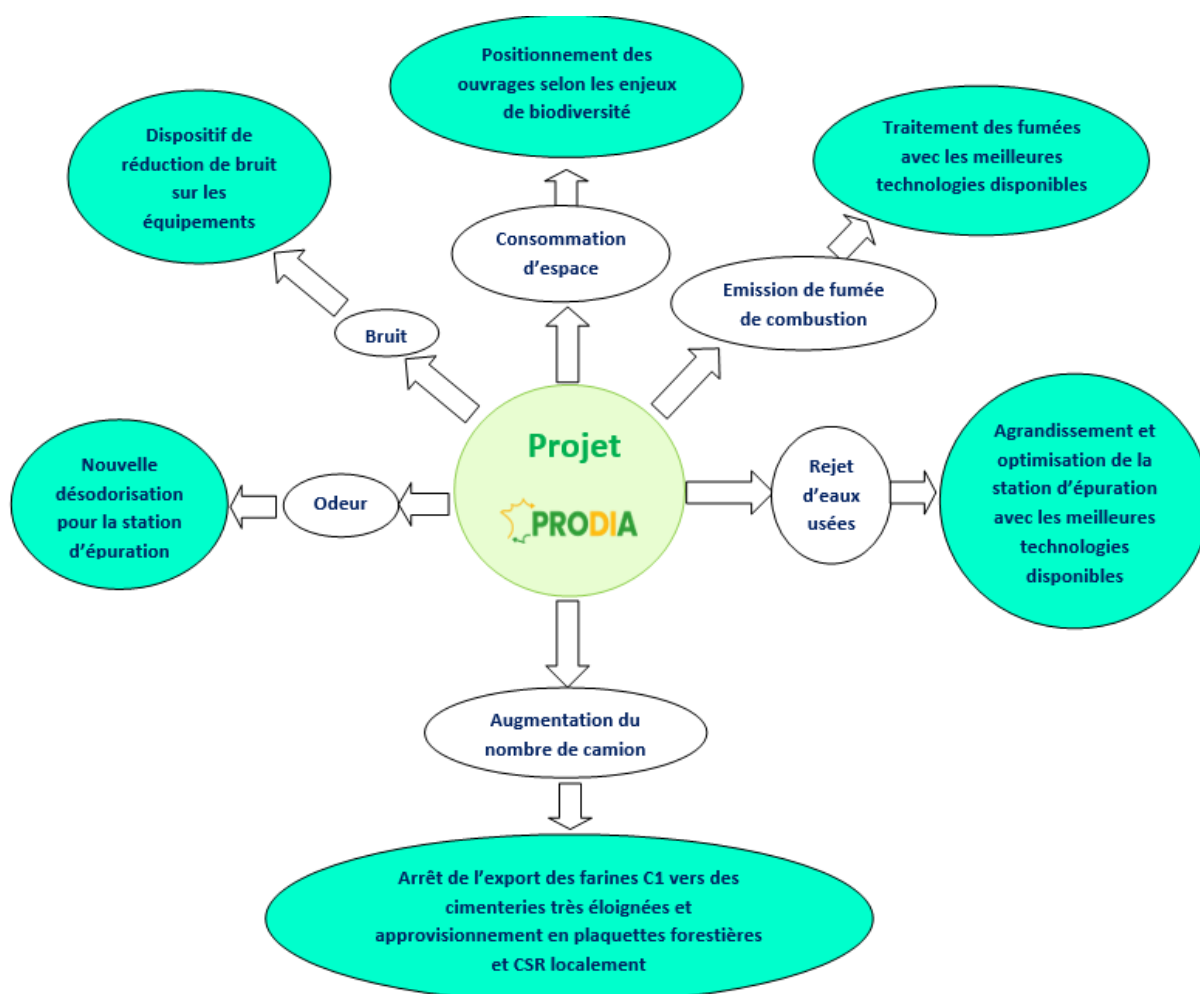 Positionnement des
ouvrages selon les enjeux
de biodiversité
Dispositif de
réduction de bruit
sur les
équipements
Traitement des fumées
avec les meilleures
technologies disponibles
Consommation
d’espace
Emission de fumée
de combustion
Bruit
Projet
PRODIA
Nouvelle
désodorisation
pour la station
d’épuration
Odeur
Rejet
d’eaux
usées
Agrandissement et
optimisation de la
station d’épuration
avec les meilleures
technologies
disponibles
Augmentation du
nombre de camion
Arrêt de l’export des farines C1 vers des
cimenteries très éloignées et
approvisionnement en plaquettes forestières
et CSR localement